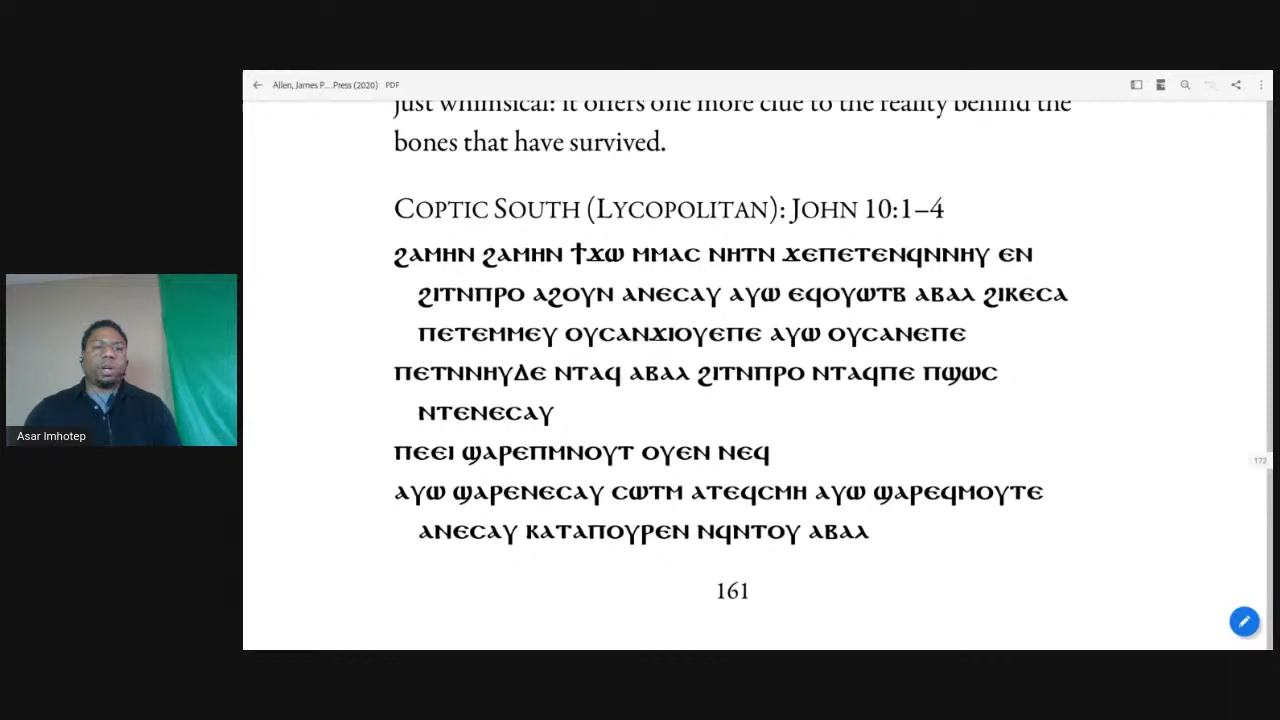 Allen, James P.... Press (2020) PDF
just whimsical: it offers one more clue to the reality behind the
bones that have survived.
COPTIC SOUTH (LYCOPOLITAN): JOHN 10:1–4
ϩⲁⲙⲏⲛ ϩⲁⲙⲏⲛ ϯϫⲱ ⲙⲙⲁⲥ ⲛⲏⲧⲛ ϫⲉⲡⲉⲧⲉⲛϥⲛⲛⲏⲩ ⲉⲛ
ϩⲓⲧⲛⲡⲣⲟ ⲁϩⲟⲩⲛ ⲁⲛⲉⲥⲁⲩ ⲁⲩⲱ ⲉϥⲟⲩⲱⲧⲃ ⲁⲃⲁⲗ ϩⲓⲕⲉⲥⲁ
ⲡⲉⲧⲉⲙⲙⲉⲩ ⲟⲩⲥⲁⲛϫⲓⲟⲩⲉⲡⲉ ⲁⲩⲱ ⲟⲩⲥⲁⲛⲉⲡⲉ
ⲡⲉⲧⲛⲛⲏⲩⲇⲉ ⲛⲧⲁϥ ⲁⲃⲁⲗ ϩⲓⲧⲛⲡⲣⲟ ⲛⲧⲁϥⲡⲉ ⲡϣⲱⲥ
ⲛⲧⲉⲛⲉⲥⲁⲩ
ⲡⲉⲉⲓ ϣⲁⲣⲉⲡⲙⲛⲟⲩⲧ ⲟⲩⲉⲛ ⲛⲉϥ
ⲁⲩⲱ ϣⲁⲣⲉⲛⲉⲥⲁⲩ ⲥⲱⲧⲙ ⲁⲧⲉϥⲥⲙⲏ ⲁⲩⲱ ϣⲁⲣⲉϥⲙⲟⲩⲧⲉ
ⲁⲛⲉⲥⲁⲩ ⲕⲁⲧⲁⲡⲟⲩⲣⲉⲛ ⲛϥⲛⲧⲟⲩ ⲁⲃⲁⲗ
161
172
Asar Imhotep